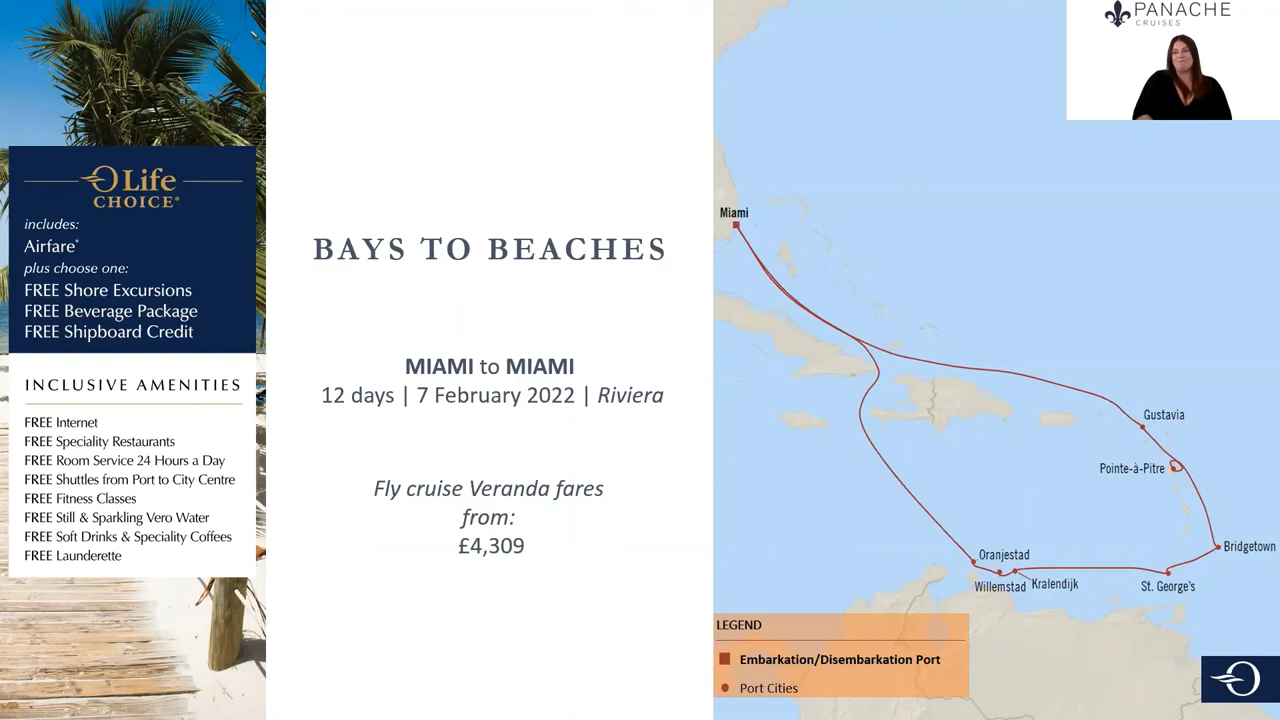 PANACHE
CRUISES
O Life
CHOICE*
includes:
Airfare*
plus choose one:
FREE Shore Excursions
FREE Beverage Package
FREE Shipboard Credit
INCLUSIVE AMENITIES
FREE Internet
FREE Speciality Restaurants
FREE Room Service 24 Hours a Day
FREE Shuttles from Port to City Centre
FREE Fitness Classes
FREE Still & Sparkling Vero Water
FREE Soft Drinks & Speciality Coffees
FREE Launderette
BAYS TO BEACHES
MIAMI to MIAMI
12 days | 7 February 2022 | Riviera
Fly cruise Veranda fares
from:
£4,309
Miami
Gustavia
Pointe-à-Pitre
Bridgetown
Oranjestad
Willemstad
Kralendijk
St. George's
LEGEND
Embarkation/Disembarkation Port
Port Cities